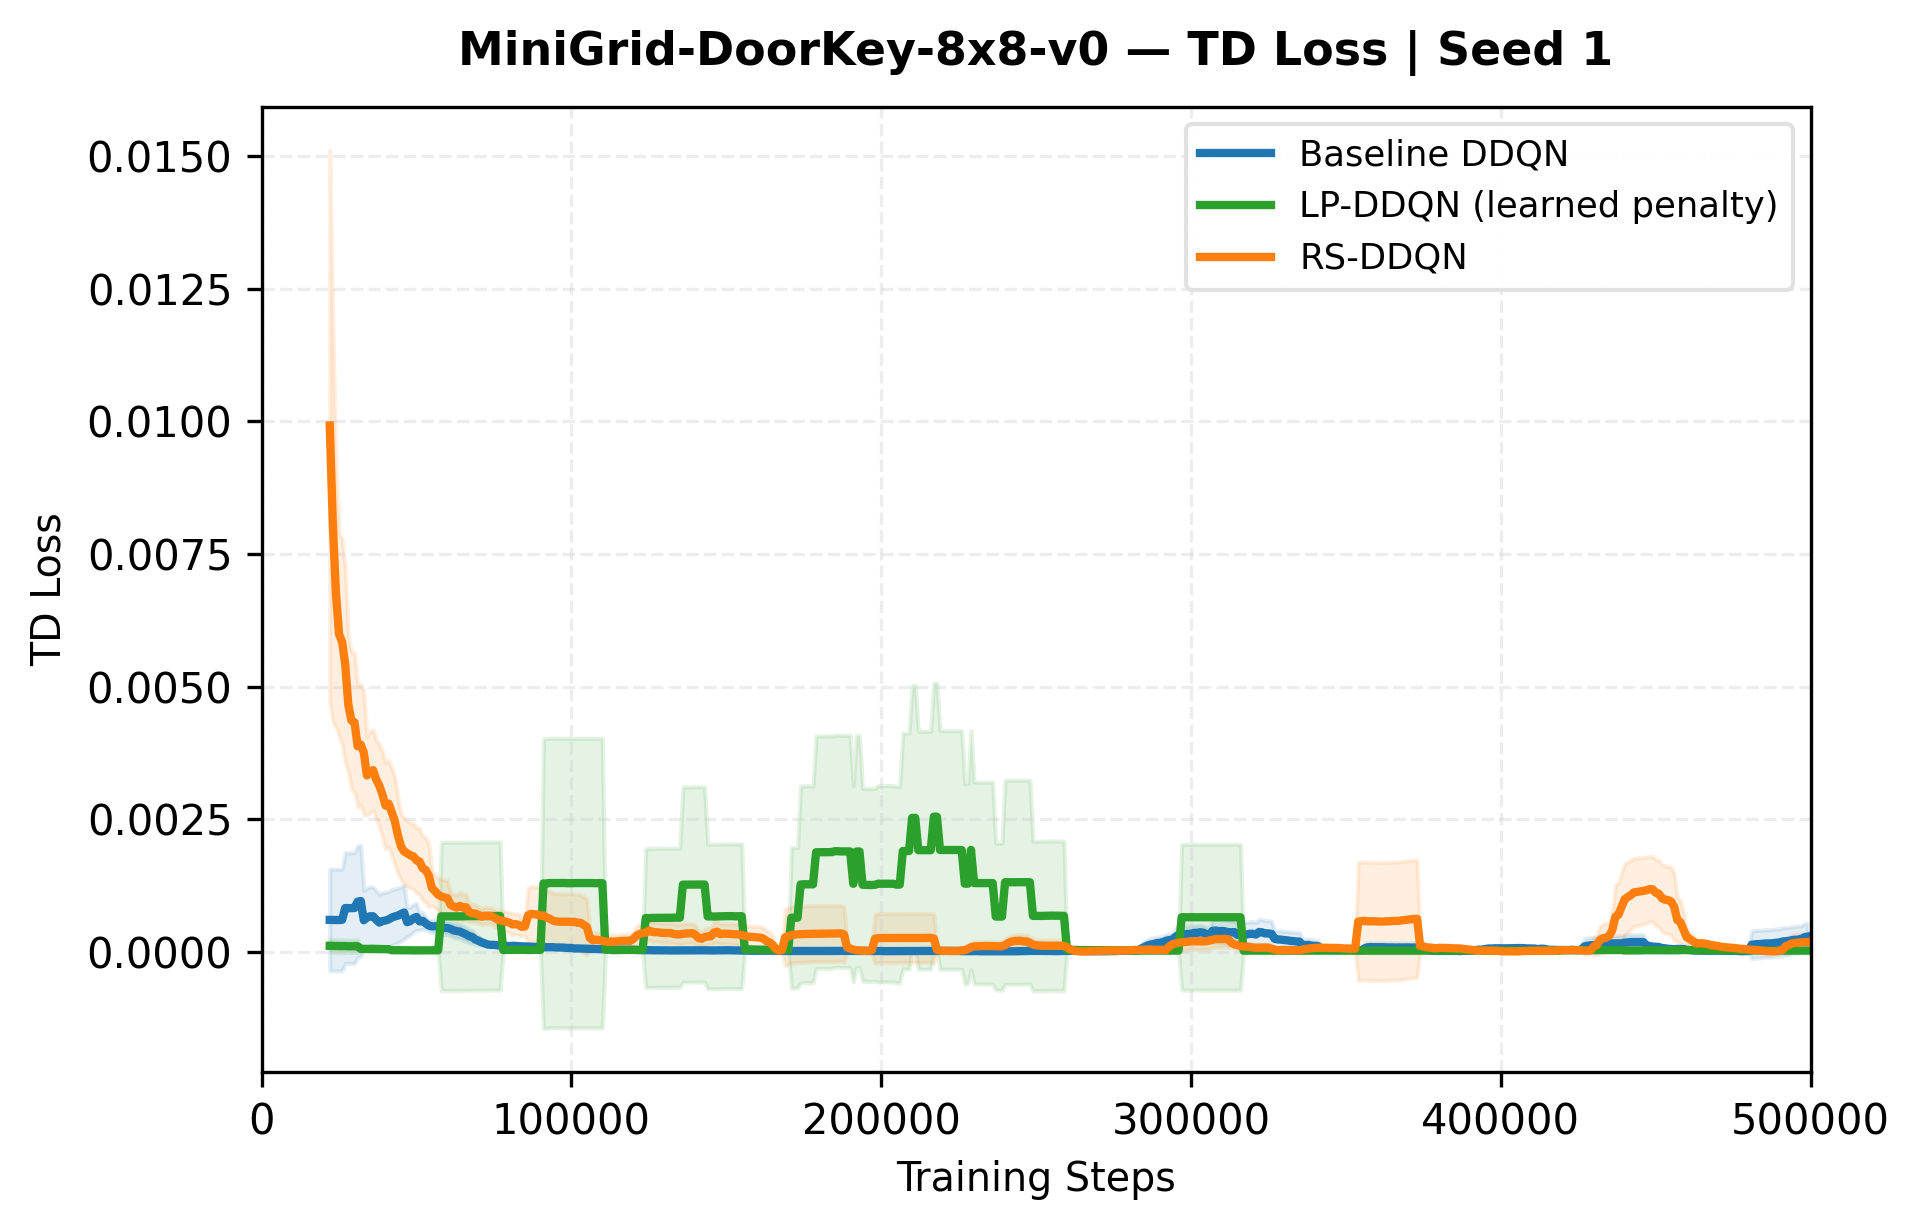 MiniGrid-DoorKey-8x8-v0 — TD Loss | Seed 1
Baseline DDQN
LP-DDQN (learned penalty)
RS-DDQN
TD Loss
0.0150
0.0125
0.0100
0.0075
0.0050
0.0025
0.0000
0 100000 200000 300000 400000 500000
Training Steps